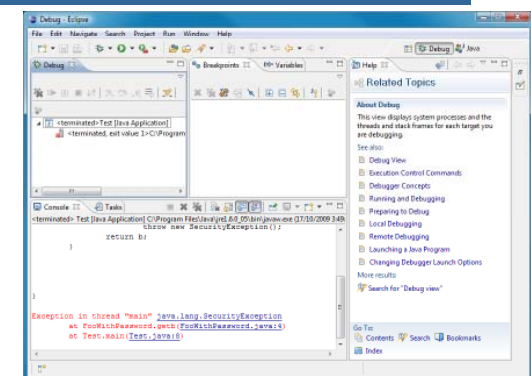 Debug - Eclipse
File Edit Navigate Search Project Run Window Help
Debug Java
Debug
Breakpoints Variables
Help
Related Topics
<terminated>Test [Java Application]
<terminated, exit value: 1>C:\Program
About Debug
This view displays system processes and the
threads and stack frames for each target you
are debugging.
See also:
Debug View
Execution Control Commands
Debugger Concepts
Running and Debugging
Preparing to Debug
Local Debugging
Remote Debugging
Launching a Java Program
Changing Debugger Launch Options
More results:
Search for "Debug view"
Go To:
Contents Search Bookmarks
Index
Console Tasks
<terminated> Test [Java Application] C:\Program Files\Java\jre1.6.0_05\bin\javaw.exe (17/10/2009 3:49
throw new SecurityException();
return b;
}
}
Exception in thread "main" java.lang.SecurityException
at FooWithPassword.getb(FooWithPassword.java:4)
at Test.main(Test.java:8)